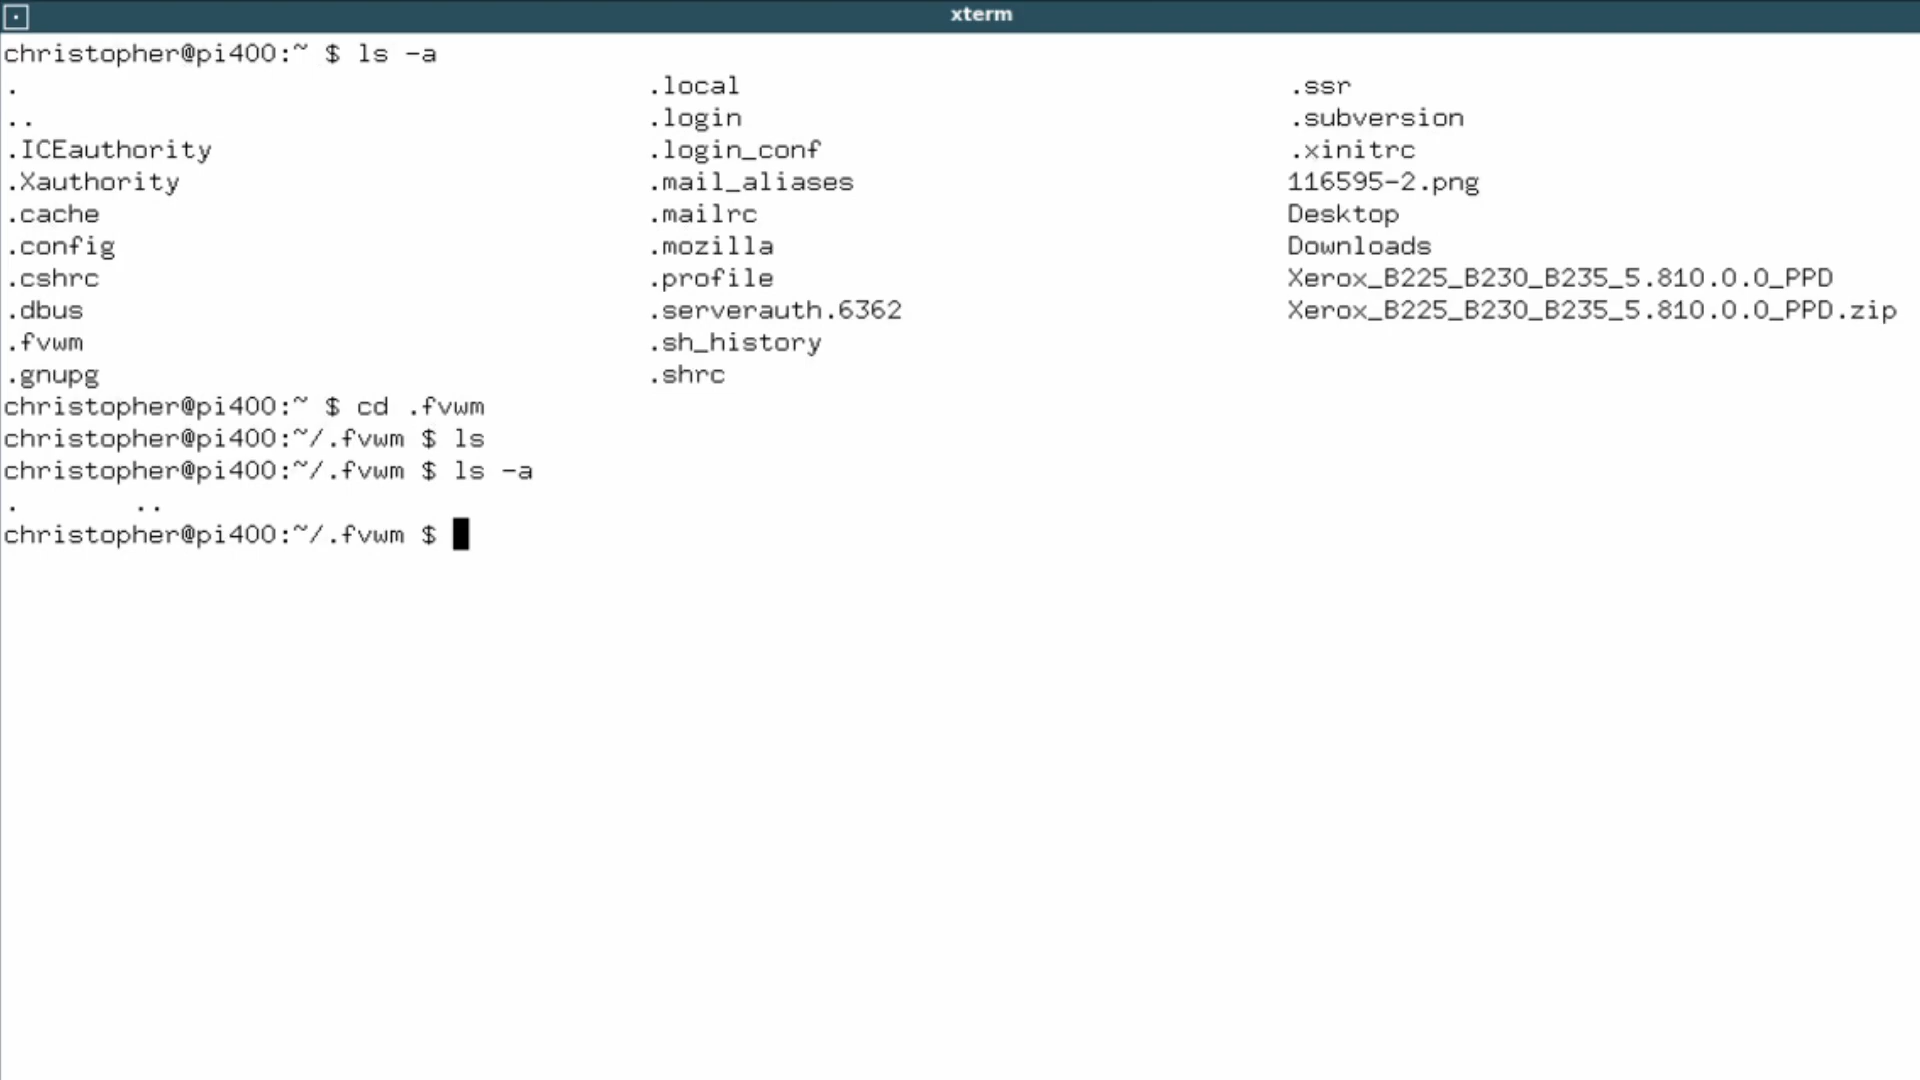 xterm
christopher@pi400:~ $ ls -a
. .local .ssr
.. .login .subversion
.ICEauthority .login_conf .xinitrc
.Xauthority .mail_aliases 116595-2.png
.cache .mailrc Desktop
.config .mozilla Downloads
.cshrc .profile Xerox_B225_B230_B235_5.810.0.0_PPD
.dbus .serverauth.6362 Xerox_B225_B230_B235_5.810.0.0_PPD.zip
.fvwm .sh_history
.gnupg .shrc
christopher@pi400:~ $ cd .fvwm
christopher@pi400:~/.fvwm $ ls
christopher@pi400:~/.fvwm $ ls -a
. ..
christopher@pi400:~/.fvwm $